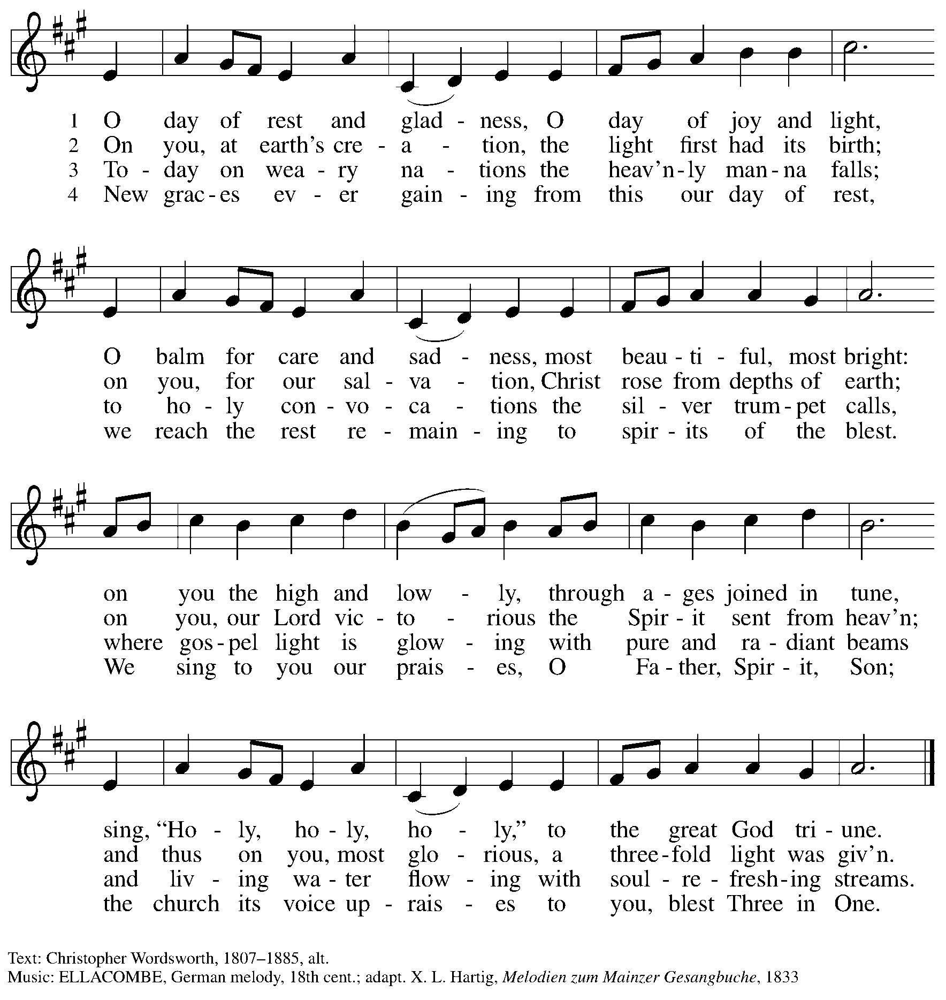 1 O day of rest and glad - ness, O day of joy and light,
2 On you, at earth's cre - a - tion, the light first had its birth;
3 To - day on wea - ry na - tions the heav'n - ly man - na falls;
4 New grac - es ev - er gain - ing from this our day of rest,
O balm for care and sad - ness, most beau - ti - ful, most bright:
on you, for our sal - va - tion, Christ rose from depths of earth;
to ho - ly con - vo - ca - tions the sil - ver trum - pet calls,
we reach the rest re - main - ing to spir - its of the blest.
on you the high and low - ly, through a - ges joined in tune,
on you, our Lord vic - to - rious the Spir - it sent from heav'n;
where gos - pel light is glow - ing with pure and ra - diant beams
We sing to you our prais - es, O Fa - ther, Spir - it, Son;
sing, “Ho - ly, ho - ly, ho - ly,” to the great God tri - une.
and thus on you, most glo - rious, a three - fold light was giv'n.
and liv - ing wa - ter flow - ing with soul - re - fresh - ing streams.
the church its voice up - rais - es to you, blest Three in One.
Text: Christopher Wordsworth, 1807–1885, alt.
Music: ELLACOMBE, German melody, 18th cent.; adapt. X. L. Hartig, Melodien zum Mainzer Gesangbuche, 1833